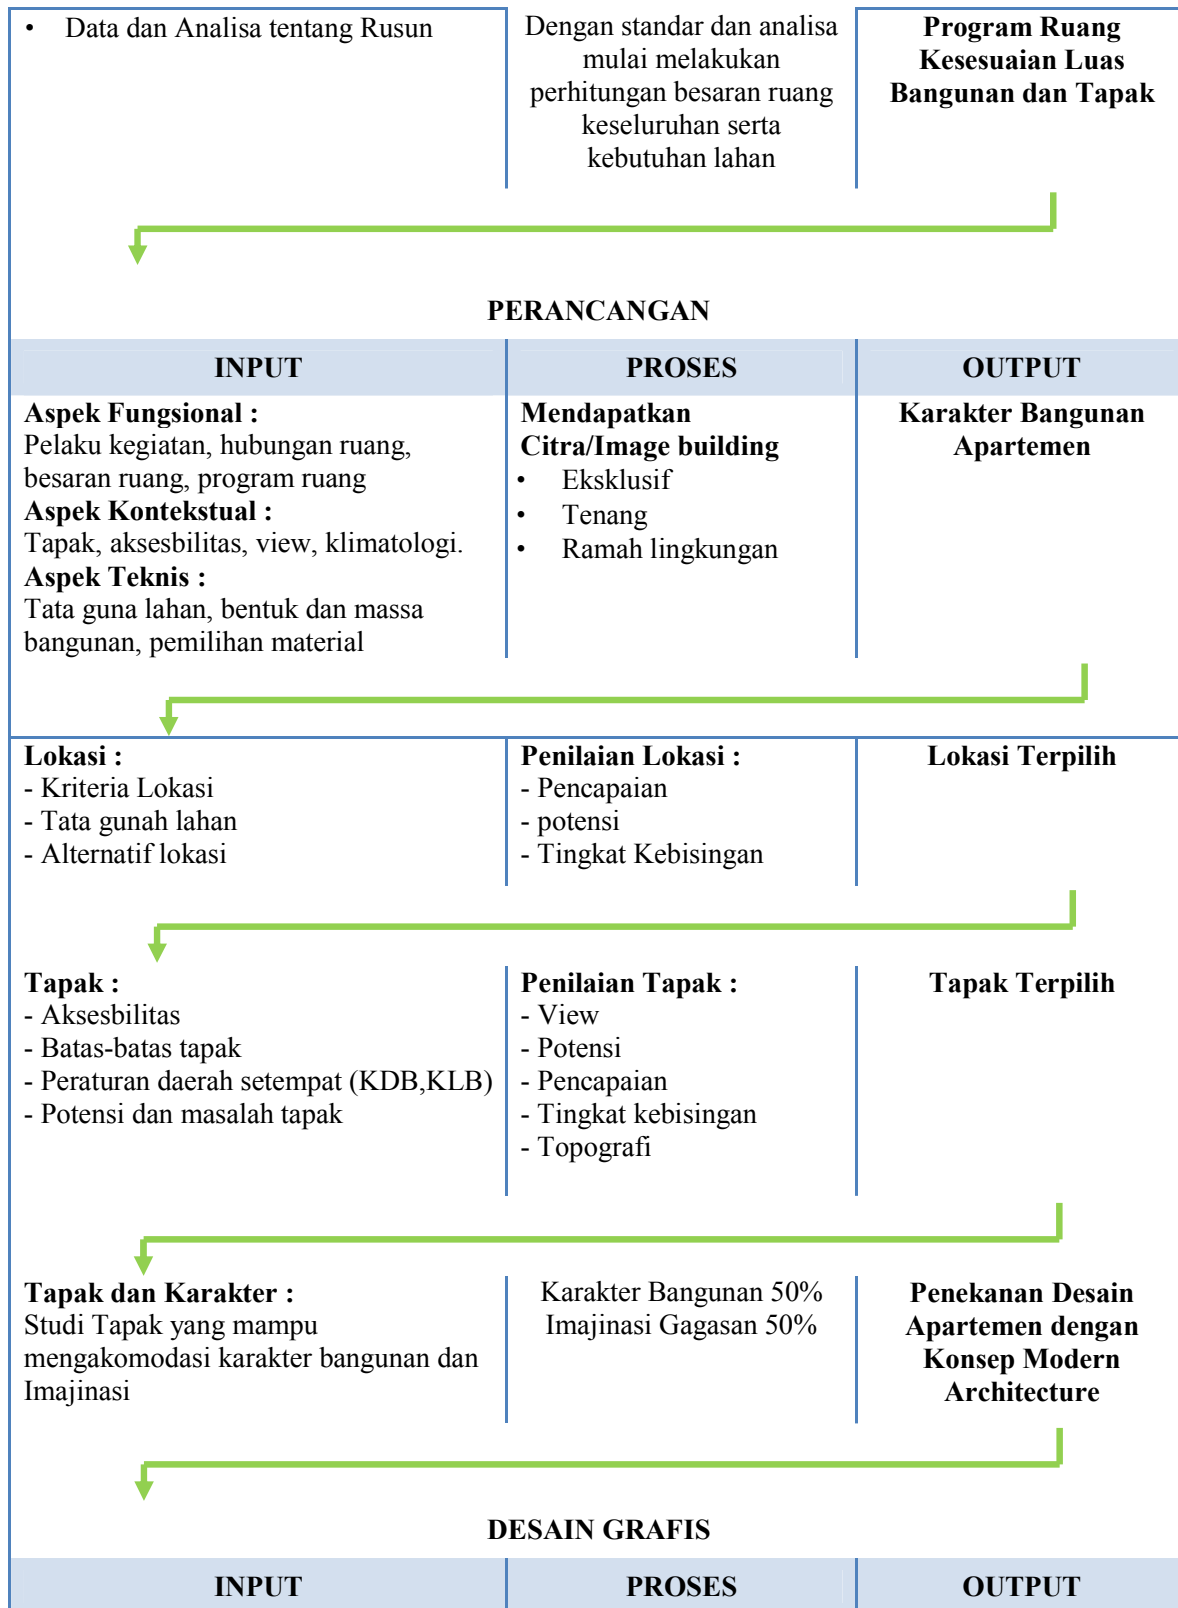 • Data dan Analisa tentang Rusun
Dengan standar dan analisa
mulai melakukan
perhitungan besaran ruang
keseluruhan serta
kebutuhan lahan
Program Ruang
Kesesuaian Luas
Bangunan dan Tapak
PERANCANGAN
INPUT
PROSES
OUTPUT
Aspek Fungsional :
Pelaku kegiatan, hubungan ruang,
besaran ruang, program ruang
Aspek Kontekstual :
Tapak, aksesbilitas, view, klimatologi.
Aspek Teknis :
Tata guna lahan, bentuk dan massa
bangunan, pemilihan material
Mendapatkan
Citra/Image building
• Eksklusif
• Tenang
• Ramah lingkungan
Karakter Bangunan
Apartemen
Lokasi :
- Kriteria Lokasi
- Tata gunah lahan
- Alternatif lokasi
Penilaian Lokasi :
- Pencapaian
- potensi
- Tingkat Kebisingan
Lokasi Terpilih
Tapak :
- Aksesbilitas
- Batas-batas tapak
- Peraturan daerah setempat (KDB,KLB)
- Potensi dan masalah tapak
Penilaian Tapak :
- View
- Potensi
- Pencapaian
- Tingkat kebisingan
- Topografi
Tapak Terpilih
Tapak dan Karakter :
Studi Tapak yang mampu
mengakomodasi karakter bangunan dan
Imajinasi
Karakter Bangunan 50%
Imajinasi Gagasan 50%
Penekanan Desain
Apartemen dengan
Konsep Modern
Architecture
DESAIN GRAFIS
INPUT
PROSES
OUTPUT